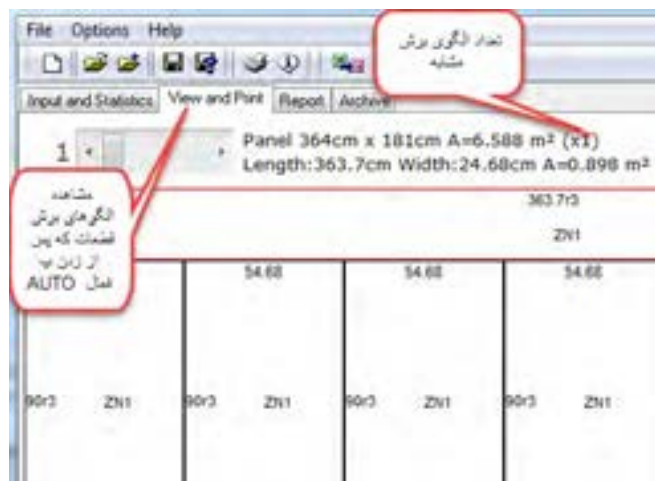 File Options Help
تعداد الگوی برش
مشابه
Input and Statistics View and Print Report Archive
1
Panel 364cm x 181cm A=6.588 m² (x1)
Length:363.7cm Width:24.68cm A=0.898 m²
مشاهده
الگوهای برش
قطعات که پس
از زدن پ
فعال AUTO
363.7r3
ZN1
54.68 54.68 54.68
90r3 ZN1 90r3 ZN1 90r3 ZN1 90r3 ZN1